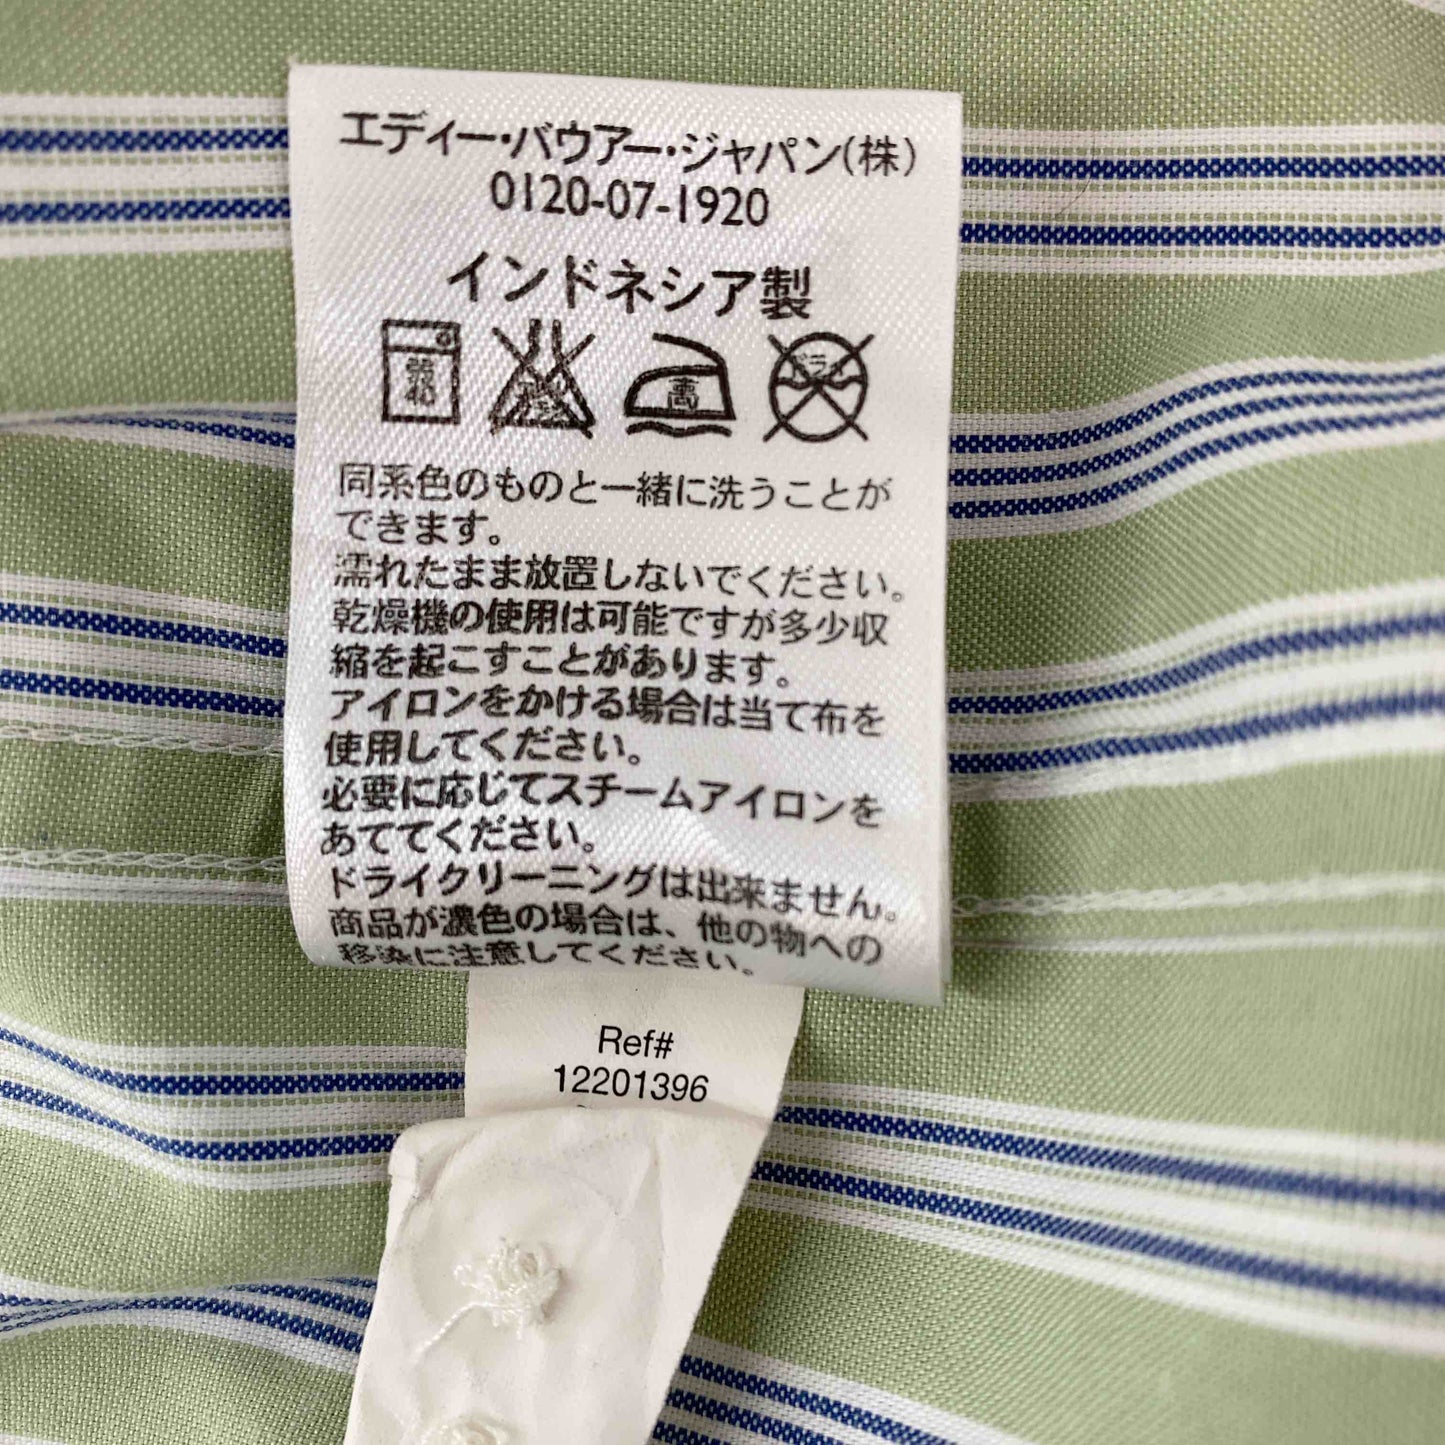 エディー・バウアー・ジャパン(株)
0120-07-1920
インドネシア製
弱
40
高
ドライ
同系色のものと一緒に洗うことが
できます。
濡れたまま放置しないでください。
乾燥機の使用は可能ですが多少収
縮を起こすことがあります。
アイロンをかける場合は当て布を
使用してください。
必要に応じてスチームアイロンを
あててください。
ドライクリーニングは出来ません。
商品が濃色の場合は、他の物への
移染に注意してください。
Ref#
12201396